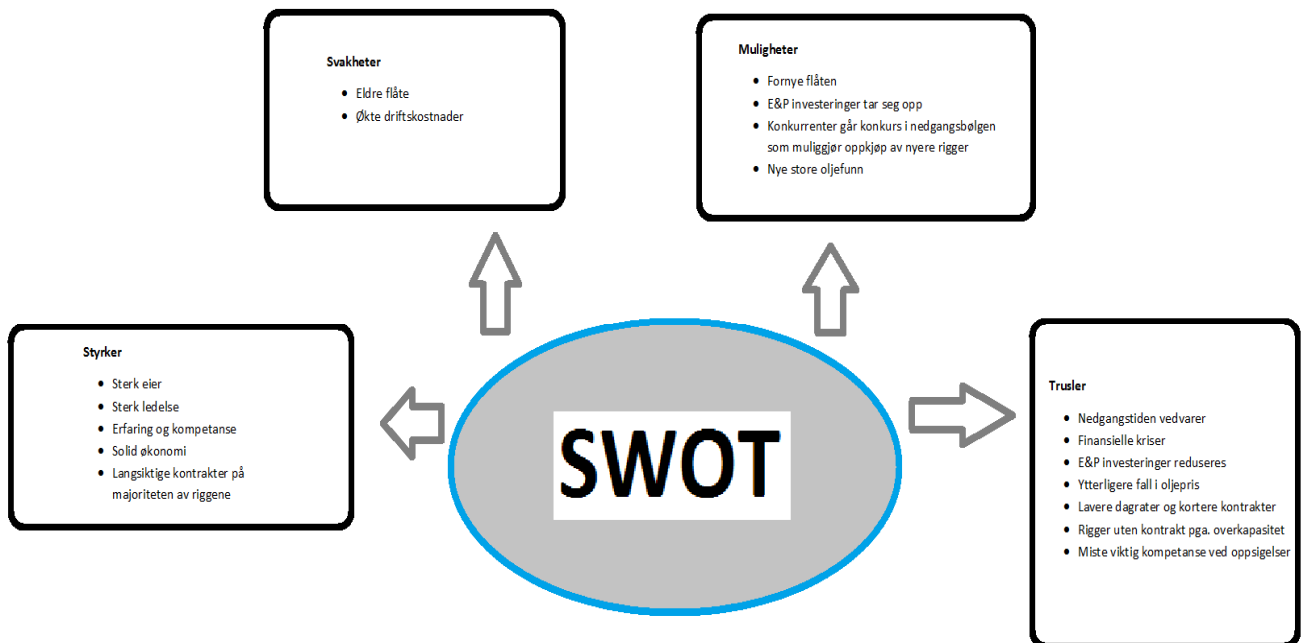 Svakheter
• Eldre flåte
• Økte driftskostnader
Muligheter
• Fornye flåten
• E&P investeringer tar seg opp
• Konkurrenter går konkurs i nedgangsbølgen
som muliggjør oppkjøp av nyere rigger
• Nye store oljefunn
Styrker
• Sterk eier
• Sterk ledelse
• Erfaring og kompetanse
• Solid økonomi
• Langsiktige kontrakter på
majoriteten av riggene
SWOT
Trusler
• Nedgangstiden vedvarer
• Finansielle kriser
• E&P investeringer reduseres
• Ytterligere fall i oljepris
• Lavere dagrater og kortere kontrakter
• Rigger uten kontrakt pga. overkapasitet
• Miste viktig kompetanse ved oppsigelser